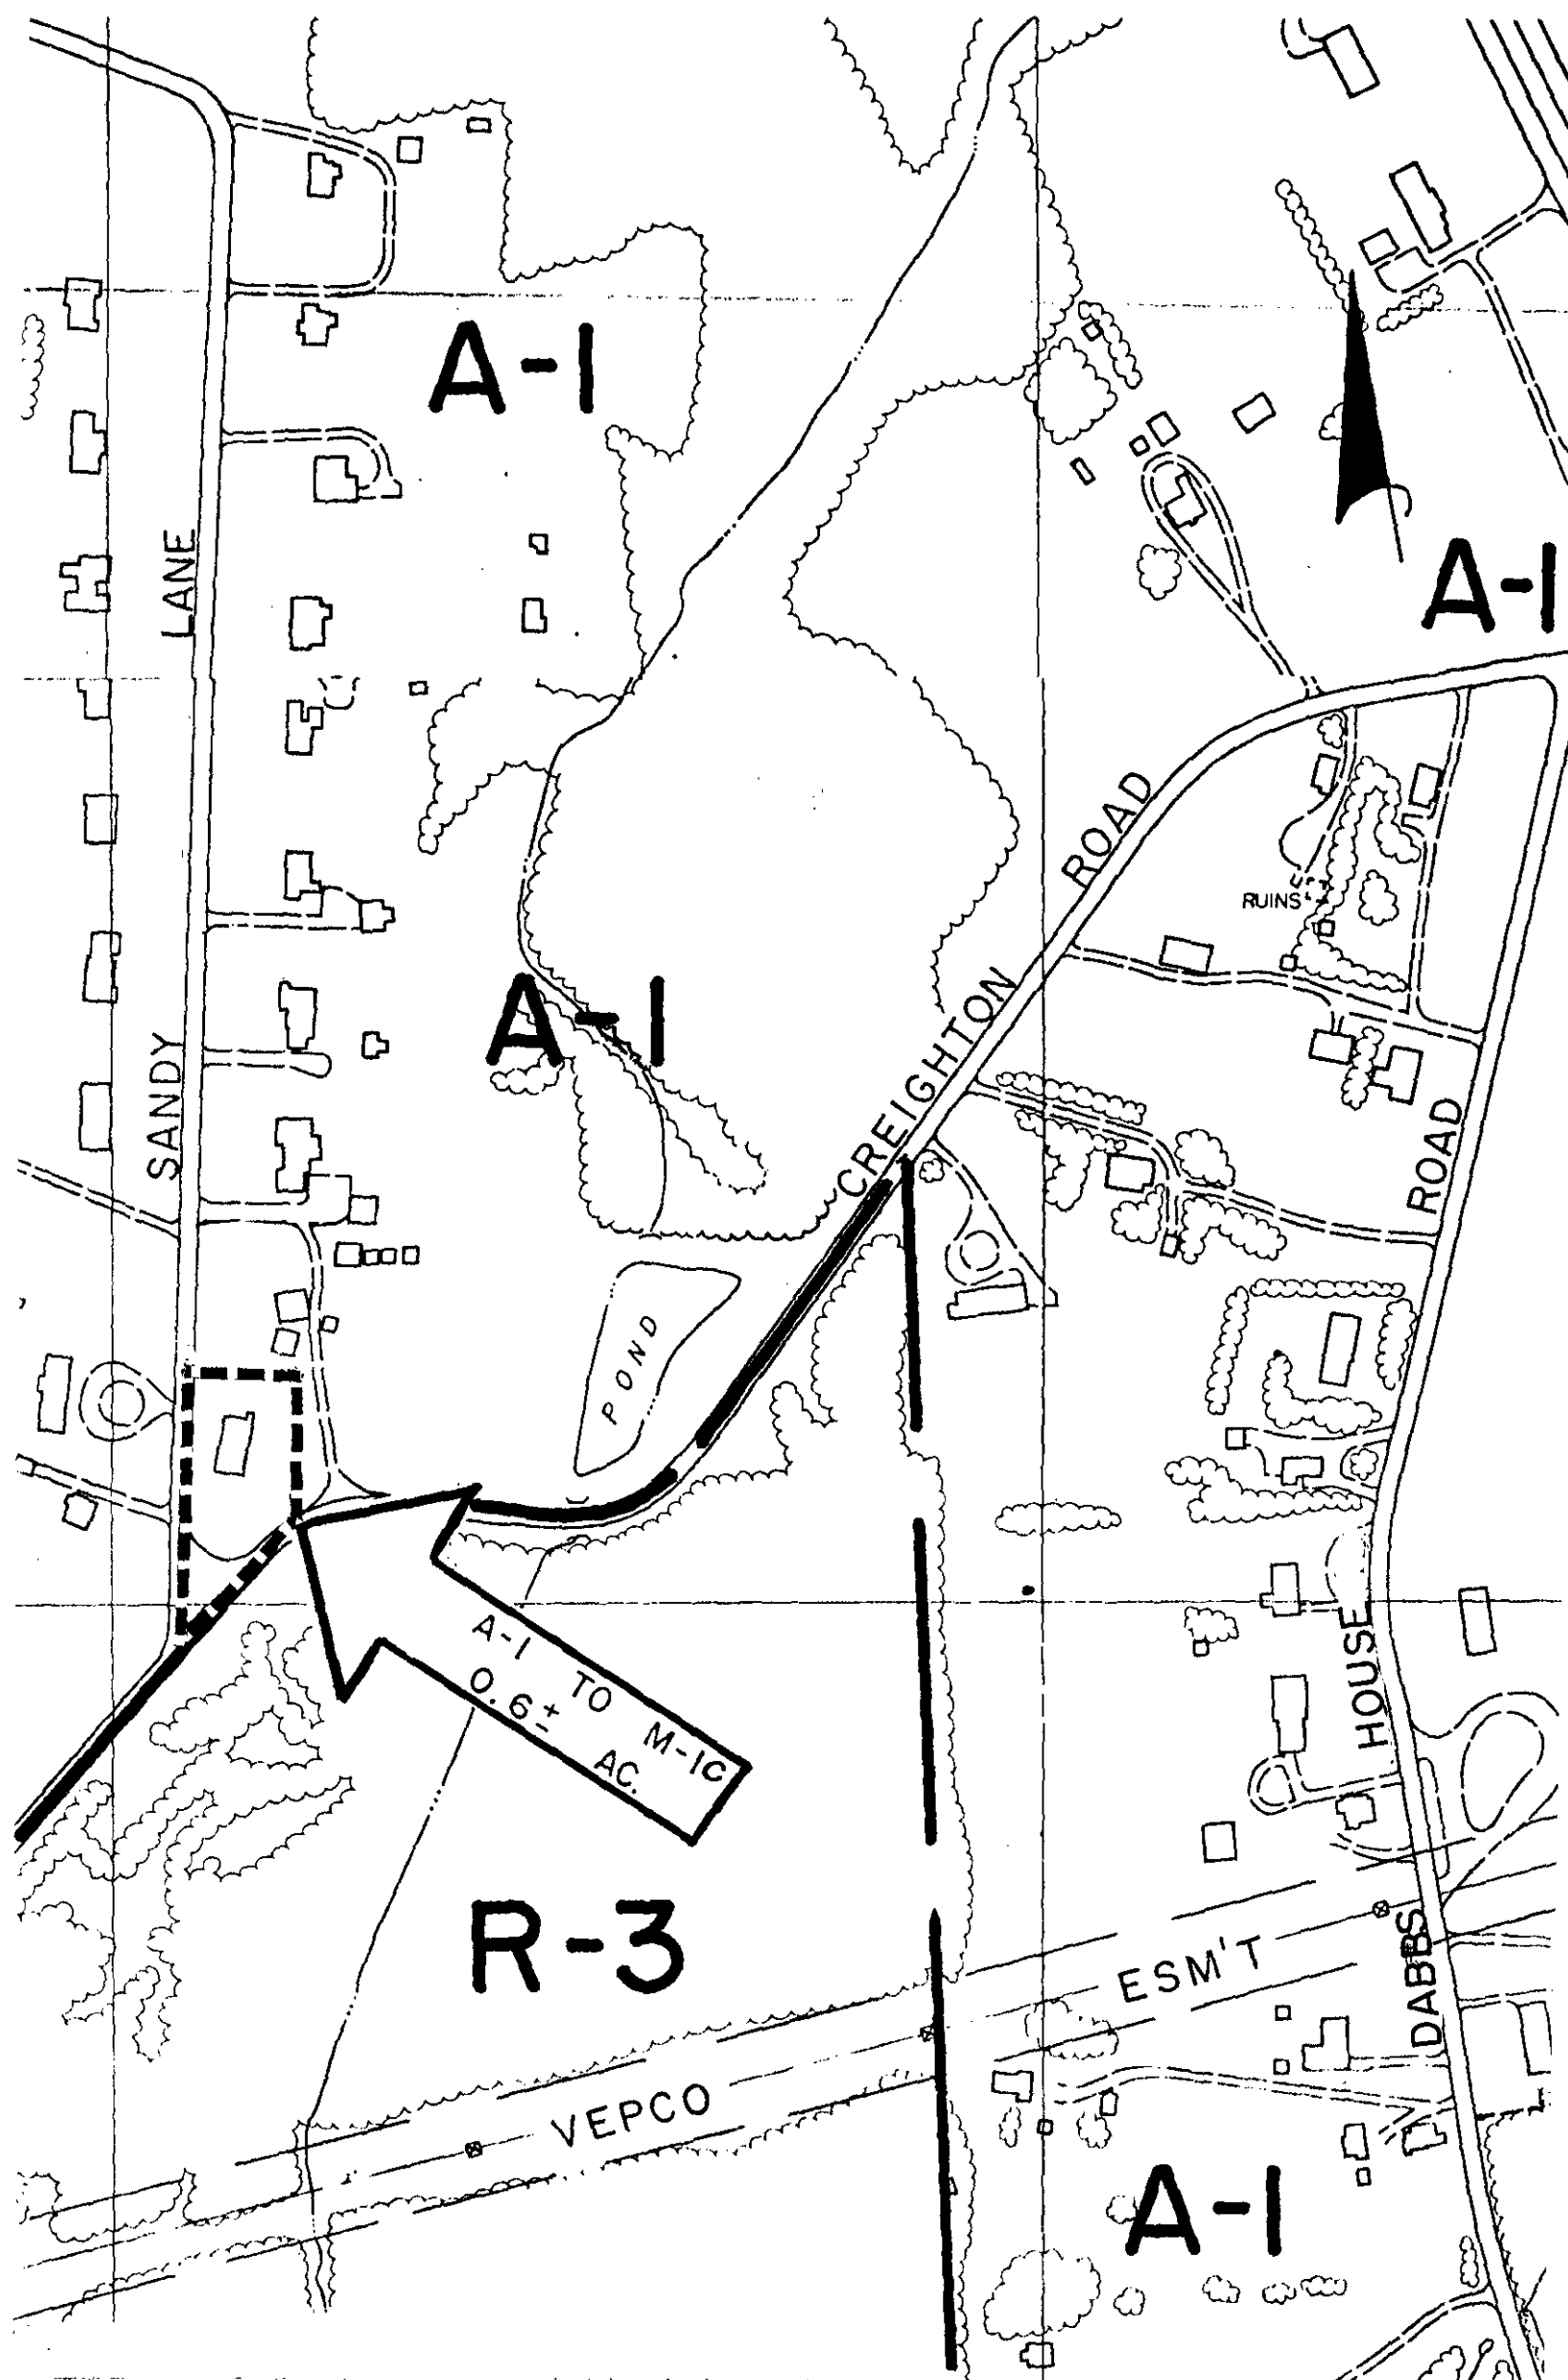 A-1
LANE
A-1
ROAD
RUINS
A-1
CREIGHTON
SANDY
ROAD
POND
A-1 TO M-1C
0.6± AC.
HOUSE
R-3
ESM'T
DABBS
VEPCO
A-1